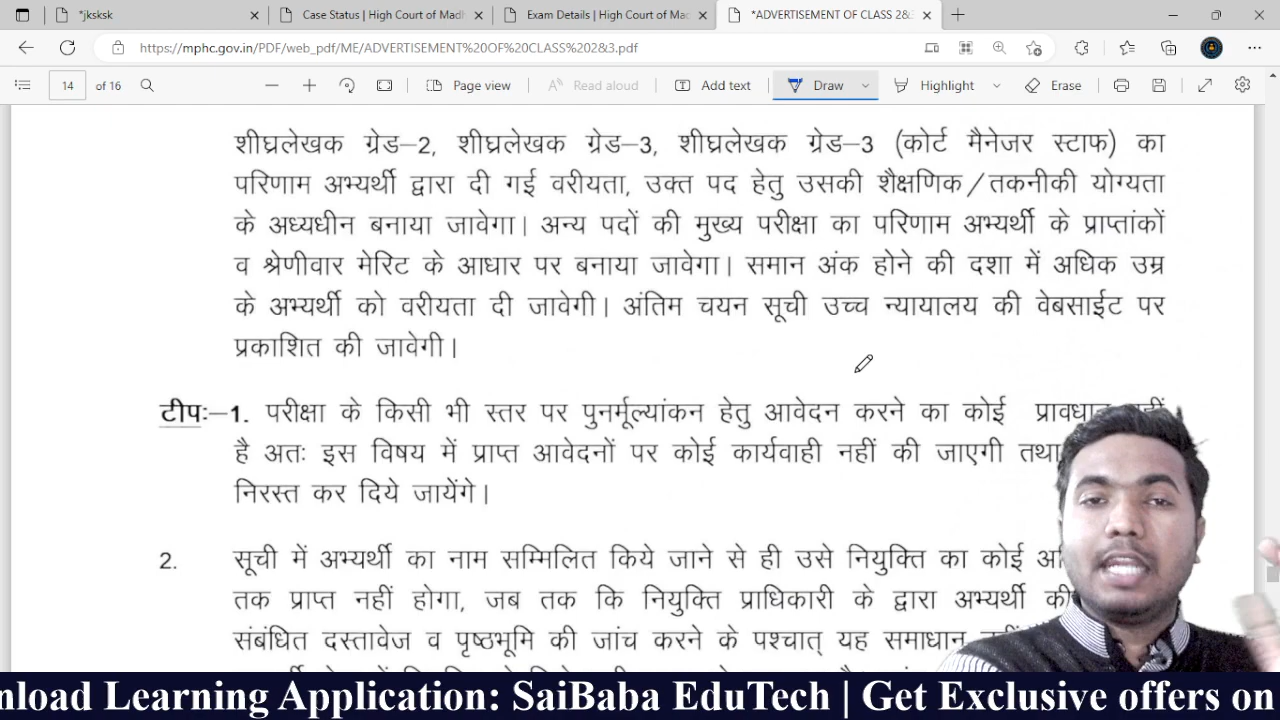 *jksksk
Case Status | High Court of Madh
Exam Details | High Court of Mac
*ADVERTISEMENT OF CLASS 2&
https://mphc.gov.in/PDF/web_pdf/ME/ADVERTISEMENT%20OF%20CLASS%202&3.pdf
14 of 16
Page view
Read aloud
Add text
Draw
Highlight
Erase
शीघ्रलेखक ग्रेड–2, शीघ्रलेखक ग्रेड–3, शीघ्रलेखक ग्रेड–3 (कोर्ट मैनेजर स्टाफ) का
परिणाम अभ्यर्थी द्वारा दी गई वरीयता, उक्त पद हेतु उसकी शैक्षणिक/तकनीकी योग्यता
के अध्यधीन बनाया जावेगा। अन्य पदों की मुख्य परीक्षा का परिणाम अभ्यर्थी के प्राप्तांकों
व श्रेणीवार मेरिट के आधार पर बनाया जावेगा। समान अंक होने की दशा में अधिक उम्र
के अभ्यर्थी को वरीयता दी जावेगी। अंतिम चयन सूची उच्च न्यायालय की वेबसाईट पर
प्रकाशित की जावेगी।
टीपः–1. परीक्षा के किसी भी स्तर पर पुनर्मूल्यांकन हेतु आवेदन करने का कोई प्रावधान नहीं
है अतः इस विषय में प्राप्त आवेदनों पर कोई कार्यवाही नहीं की जाएगी तथा
निरस्त कर दिये जायेंगे।
2. सूची में अभ्यर्थी का नाम सम्मिलित किये जाने से ही उसे नियुक्ति का कोई
तक प्राप्त नहीं होगा, जब तक कि नियुक्ति प्राधिकारी के द्वारा अभ्यर्थी की
संबंधित दस्तावेज व पृष्ठभूमि की जांच करने के पश्चात् यह समाधान
nload Learning Application: SaiBaba EduTech | Get Exclusive offers on